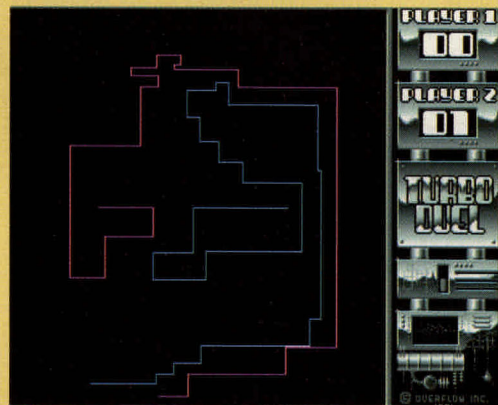 PLAYER 1
00
PLAYER 2
01
TURBO
DUEL
© OVERFLOW INC.